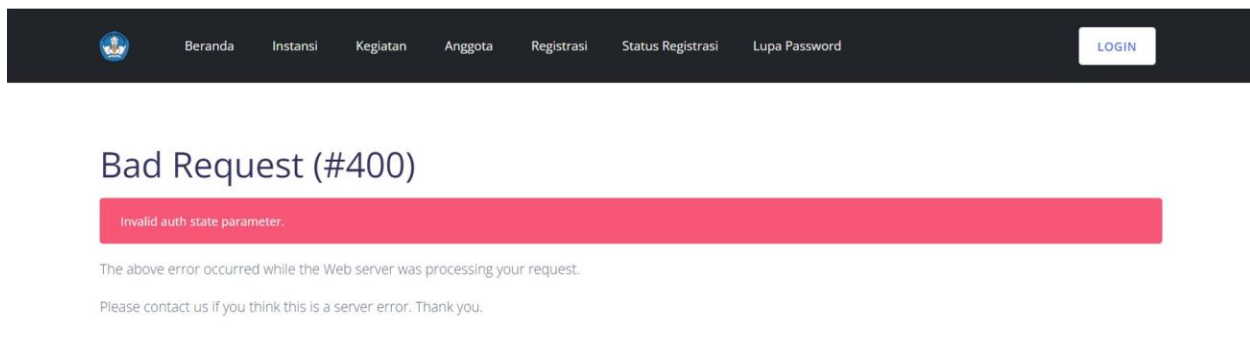 Beranda Instansi Kegiatan Anggota Registrasi Status Registrasi Lupa Password LOGIN
Bad Request (#400)
Invalid auth state parameter.
The above error occurred while the Web server was processing your request.
Please contact us if you think this is a server error. Thank you.